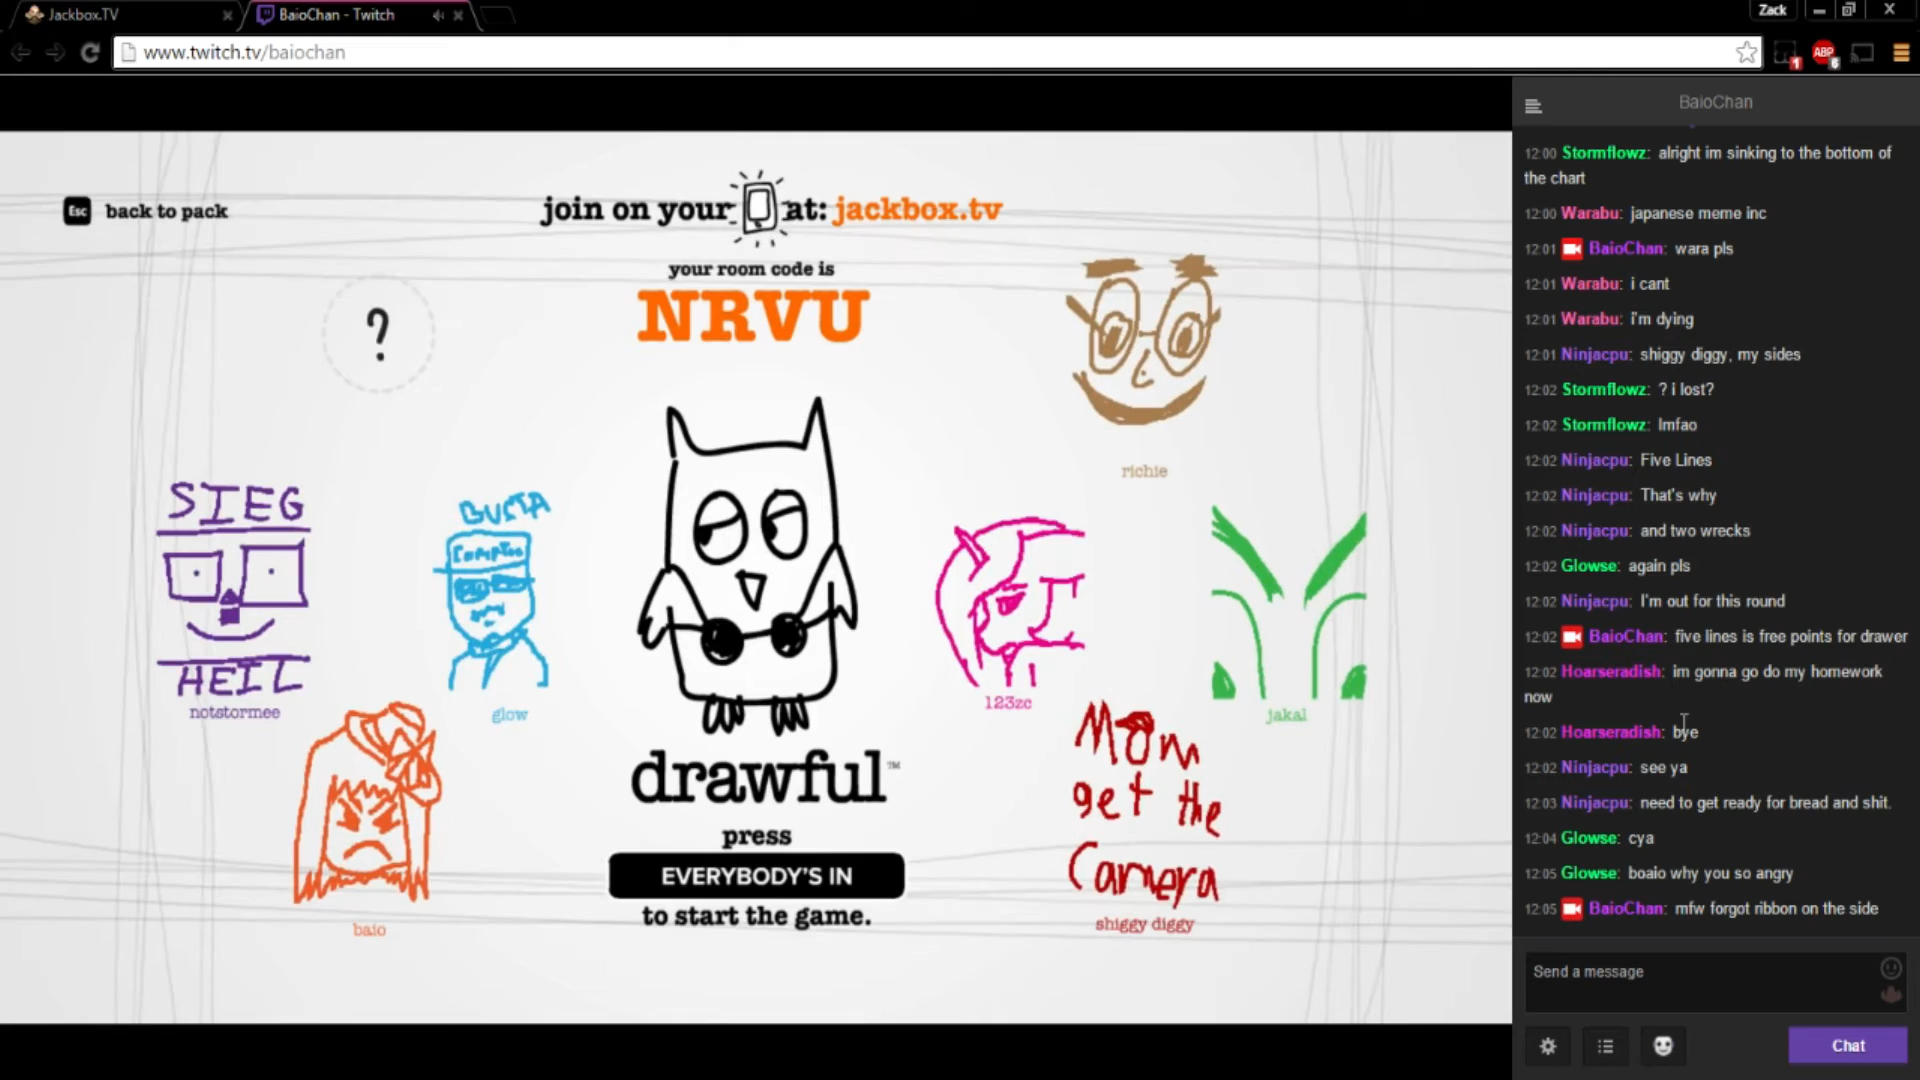 Jackbox.TV
BaioChan - Twitch
Zack
www.twitch.tv/baiochan
1
ABP
6
Esc back to pack
join on your at: jackbox.tv
your room code is
NRVU
?
richie
SIEG
HEIL
notstormee
BUSTA
COMPTON
glow
123zc
jakal
baio
Mom
get the
Camera
shiggy diggy
drawful™
press
EVERYBODY'S IN
to start the game.
BaioChan
12:00 Stormflowz: alright im sinking to the bottom of
the chart
12:00 Warabu: japanese meme inc
12:01 BaioChan: wara pls
12:01 Warabu: i cant
12:01 Warabu: i'm dying
12:01 Ninjacpu: shiggy diggy, my sides
12:02 Stormflowz: ? i lost?
12:02 Stormflowz: lmfao
12:02 Ninjacpu: Five Lines
12:02 Ninjacpu: That's why
12:02 Ninjacpu: and two wrecks
12:02 Glowse: again pls
12:02 Ninjacpu: I'm out for this round
12:02 BaioChan: five lines is free points for drawer
12:02 Hoarseradish: im gonna go do my homework
now
12:02 Hoarseradish: bye
12:02 Ninjacpu: see ya
12:03 Ninjacpu: need to get ready for bread and shit.
12:04 Glowse: cya
12:05 Glowse: boaio why you so angry
12:05 BaioChan: mfw forgot ribbon on the side
Send a message
Chat